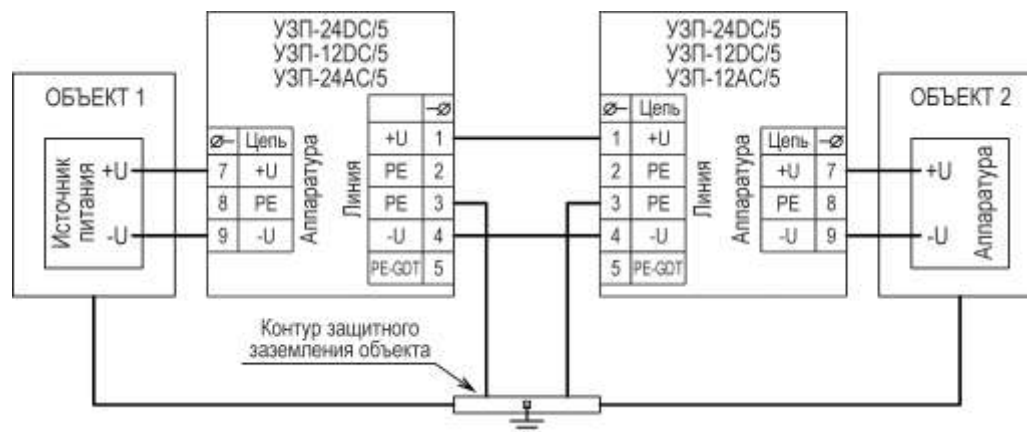 УЗП-24DC/5
УЗП-12DC/5
УЗП-24AC/5
УЗП-24DC/5
УЗП-12DC/5
УЗП-12AC/5
ОБЪЕКТ 1
Источник питания
+U
-U
Цепь
7 +U
8 PE
9 -U
Аппаратура
Линия
+U 1
PE 2
PE 3
-U 4
PE-GDT 5
Цепь
1 +U
2 PE
3 PE
4 -U
5 PE-GDT
Линия
Аппаратура
Цепь
+U 7
PE 8
-U 9
ОБЪЕКТ 2
+U
-U
Аппаратура
Контур защитного
заземления объекта